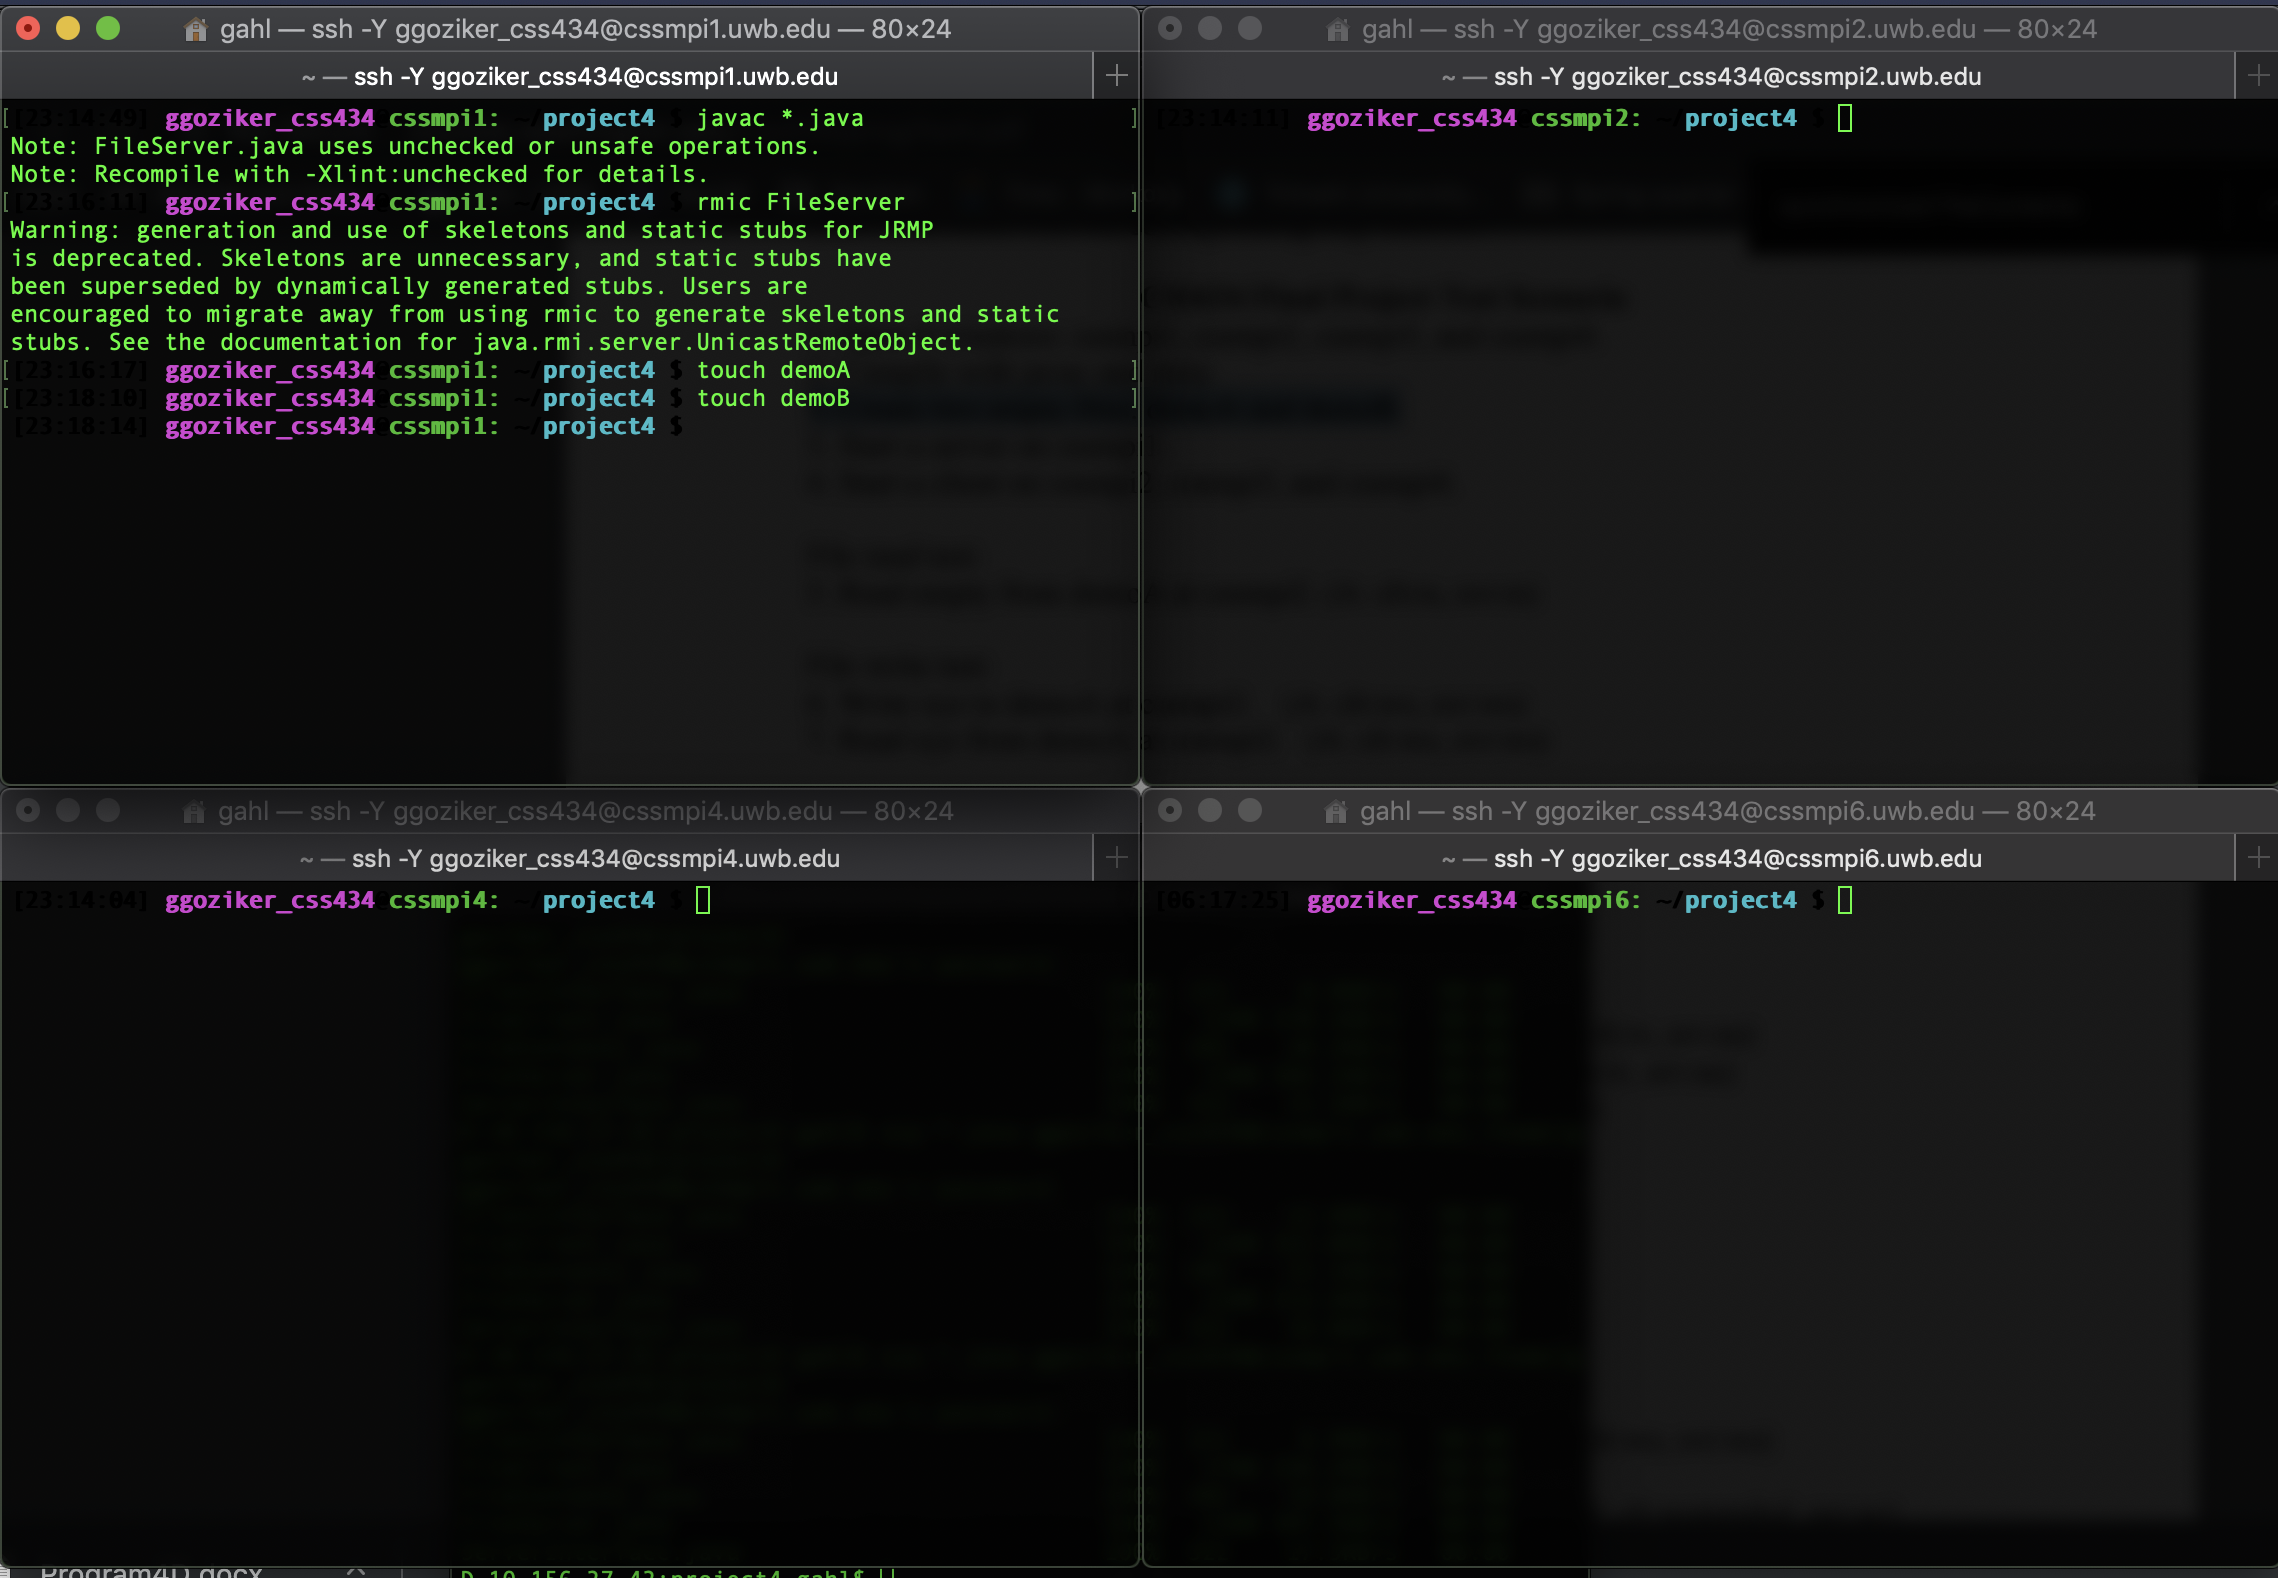 gahl — ssh -Y ggoziker_css434@cssmpi1.uwb.edu — 80×24
~ — ssh -Y ggoziker_css434@cssmpi1.uwb.edu
[[23:14:49] ggoziker_css434 cssmpi1: ~/project4 $ javac *.java ]
Note: FileServer.java uses unchecked or unsafe operations.
Note: Recompile with -Xlint:unchecked for details.
[[23:16:11] ggoziker_css434 cssmpi1: ~/project4 $ rmic FileServer ]
Warning: generation and use of skeletons and static stubs for JRMP
is deprecated. Skeletons are unnecessary, and static stubs have
been superseded by dynamically generated stubs. Users are
encouraged to migrate away from using rmic to generate skeletons and static
stubs. See the documentation for java.rmi.server.UnicastRemoteObject.
[[23:16:17] ggoziker_css434 cssmpi1: ~/project4 $ touch demoA ]
[[23:18:10] ggoziker_css434 cssmpi1: ~/project4 $ touch demoB ]
[23:18:14] ggoziker_css434 cssmpi1: ~/project4 $
gahl — ssh -Y ggoziker_css434@cssmpi2.uwb.edu — 80×24
~ — ssh -Y ggoziker_css434@cssmpi2.uwb.edu
[23:14:11] ggoziker_css434 cssmpi2: ~/project4 $
gahl — ssh -Y ggoziker_css434@cssmpi4.uwb.edu — 80×24
~ — ssh -Y ggoziker_css434@cssmpi4.uwb.edu
[23:14:04] ggoziker_css434 cssmpi4: ~/project4 $
gahl — ssh -Y ggoziker_css434@cssmpi6.uwb.edu — 80×24
~ — ssh -Y ggoziker_css434@cssmpi6.uwb.edu
[06:17:25] ggoziker_css434 cssmpi6: ~/project4 $
Program4D.docx
D-10-156-27-42:project4 gahl$